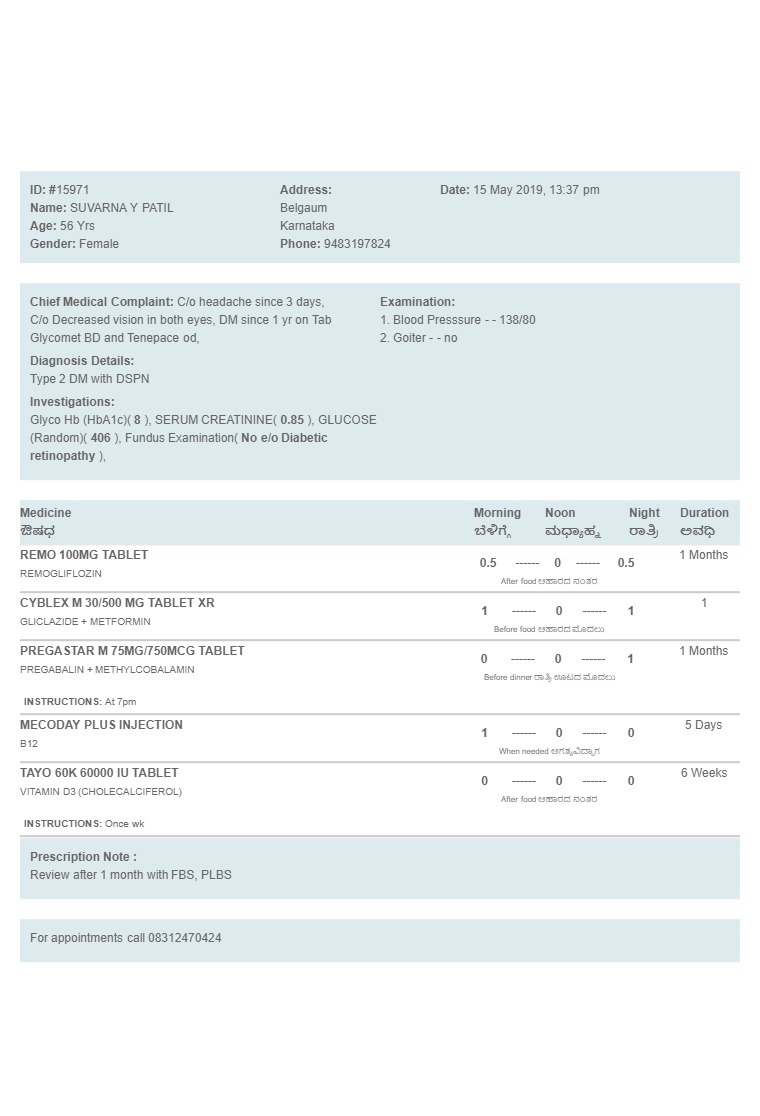 ID: #15971
Name: SUVARNA Y PATIL
Age: 56 Yrs
Gender: Female
Address:
Belgaum
Karnataka
Phone: 9483197824
Date: 15 May 2019, 13:37 pm
Chief Medical Complaint: C/o headache since 3 days,
C/o Decreased vision in both eyes, DM since 1 yr on Tab
Glycomet BD and Tenepace od,
Diagnosis Details:
Type 2 DM with DSPN
Investigations:
Glyco Hb (HbA1c)( 8 ), SERUM CREATININE( 0.85 ), GLUCOSE
(Random)( 406 ), Fundus Examination( No e/o Diabetic
retinopathy ),
Examination:
1. Blood Presssure - - 138/80
2. Goiter - - no
Medicine Morning Noon Night Duration
ಔಷಧ ಬೆಳಿಗ್ಗೆ ಮಧ್ಯಾಹ್ನ ರಾತ್ರಿ ಅವಧಿ
REMO 100MG TABLET 1 Months
0.5 ------ 0 ------ 0.5
REMOGLIFLOZIN
After food ಆಹಾರದ ನಂತರ
CYBLEX M 30/500 MG TABLET XR 1
1 ------ 0 ------ 1
GLICLAZIDE + METFORMIN
Before food ಆಹಾರದ ಮೊದಲು
PREGASTAR M 75MG/750MCG TABLET 1 Months
0 ------ 0 ------ 1
PREGABALIN + METHYLCOBALAMIN
Before dinner ರಾತ್ರಿ ಊಟದ ಮೊದಲು
INSTRUCTIONS: At 7pm
MECODAY PLUS INJECTION 5 Days
1 ------ 0 ------ 0
B12
When needed ಅಗತ್ಯವಿದ್ದಾಗ
TAYO 60K 60000 IU TABLET 6 Weeks
0 ------ 0 ------ 0
VITAMIN D3 (CHOLECALCIFEROL)
After food ಆಹಾರದ ನಂತರ
INSTRUCTIONS: Once wk
Prescription Note :
Review after 1 month with FBS, PLBS
For appointments call 08312470424